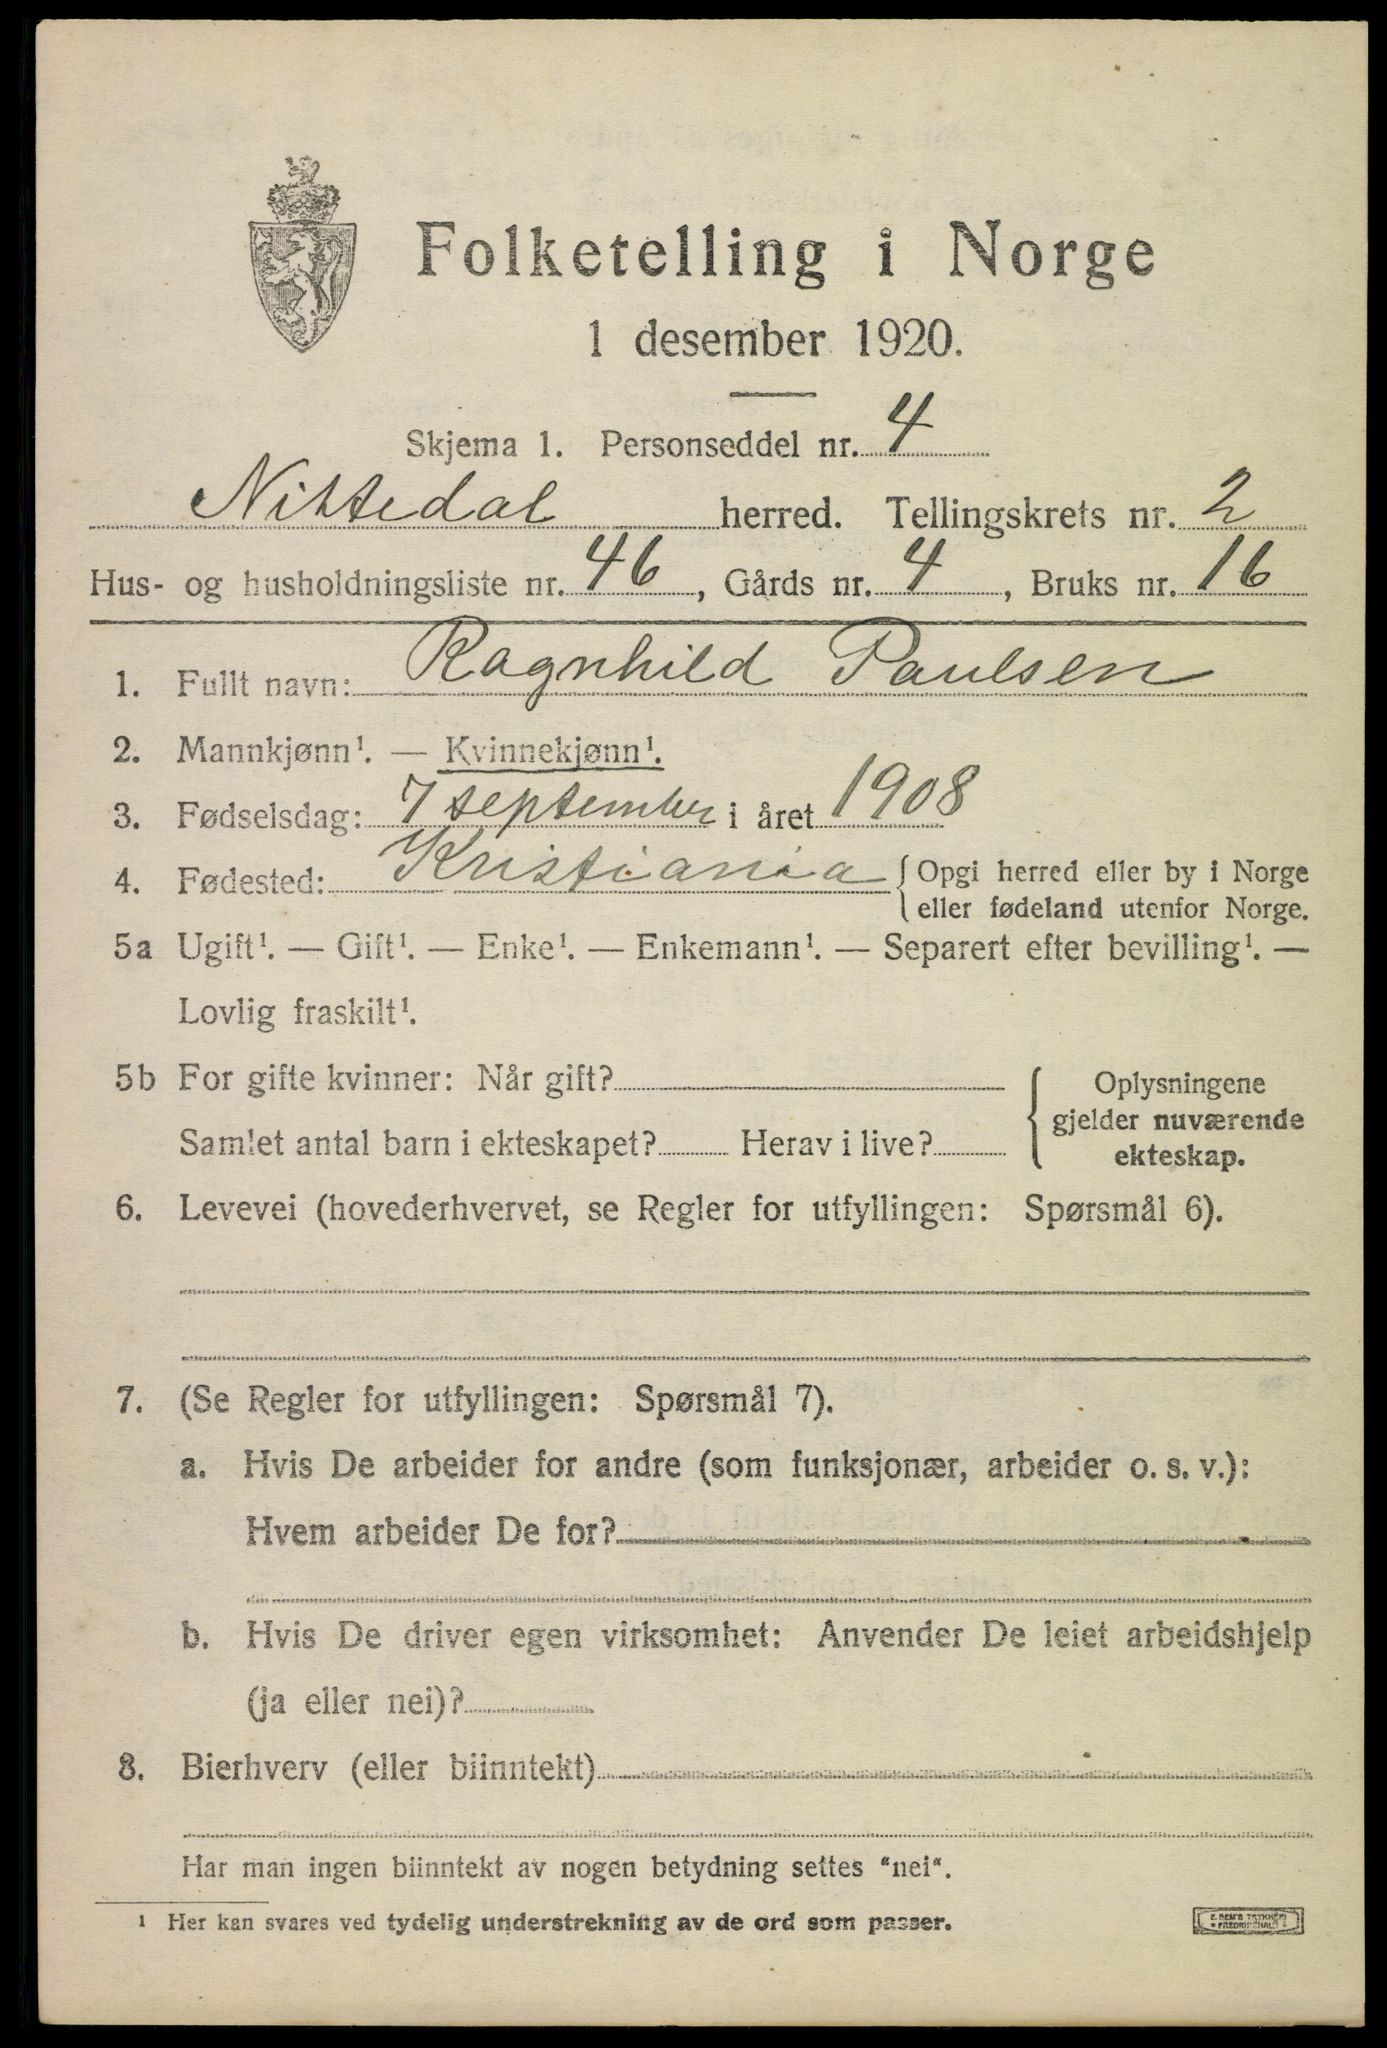 Folketelling i Norge
1 desember 1920.
Skjema 1. Personseddel nr. 4
Nittedal herred. Tellingskrets nr. 2
Hus- og husholdningsliste nr. 46, Gårds nr. 4, Bruks nr. 16
1. Fullt navn: Ragnhild Paulsen
2. Mannkjønn¹. — Kvinnekjønn¹.
3. Fødselsdag: 7 september i året 1908
4. Fødested: Kristiania { Opgi herred eller by i Norge
eller fødeland utenfor Norge.
5a Ugift¹. — Gift¹. — Enke¹. — Enkemann¹. — Separert efter bevilling¹. —
Lovlig fraskilt¹.
5b For gifte kvinner: Når gift?
Samlet antal barn i ekteskapet? Herav i live?
Oplysningene
gjelder nuværende
ekteskap.
6. Levevei (hovederhvervet, se Regler for utfyllingen: Spørsmål 6).
7. (Se Regler for utfyllingen: Spørsmål 7).
a. Hvis De arbeider for andre (som funksjonær, arbeider o. s. v.):
Hvem arbeider De for?
b. Hvis De driver egen virksomhet: Anvender De leiet arbeidshjelp
(ja eller nei)?
8. Bierhverv (eller biinntekt)
Har man ingen biinntekt av nogen betydning settes "nei".
¹ Her kan svares ved tydelig understrekning av de ord som passer.
E. SEM'S TRYKKERI
FREDRIKSHALD